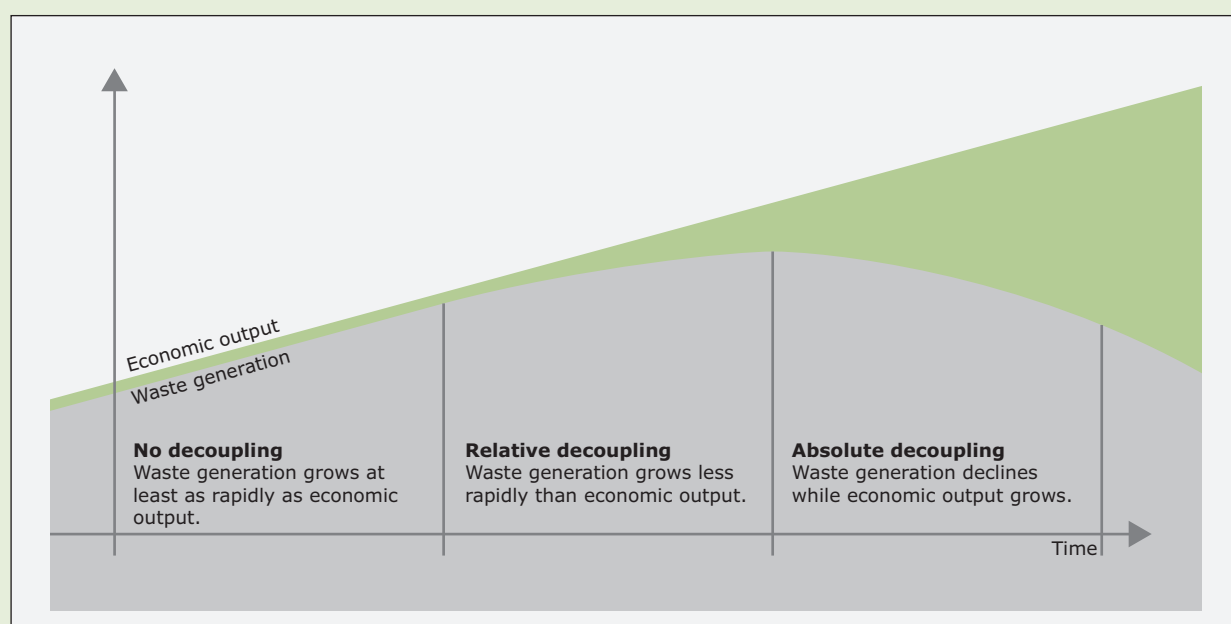 Economic output
Waste generation
No decoupling
Waste generation grows at
least as rapidly as economic
output.
Relative decoupling
Waste generation grows less
rapidly than economic output.
Absolute decoupling
Waste generation declines
while economic output grows.
Time